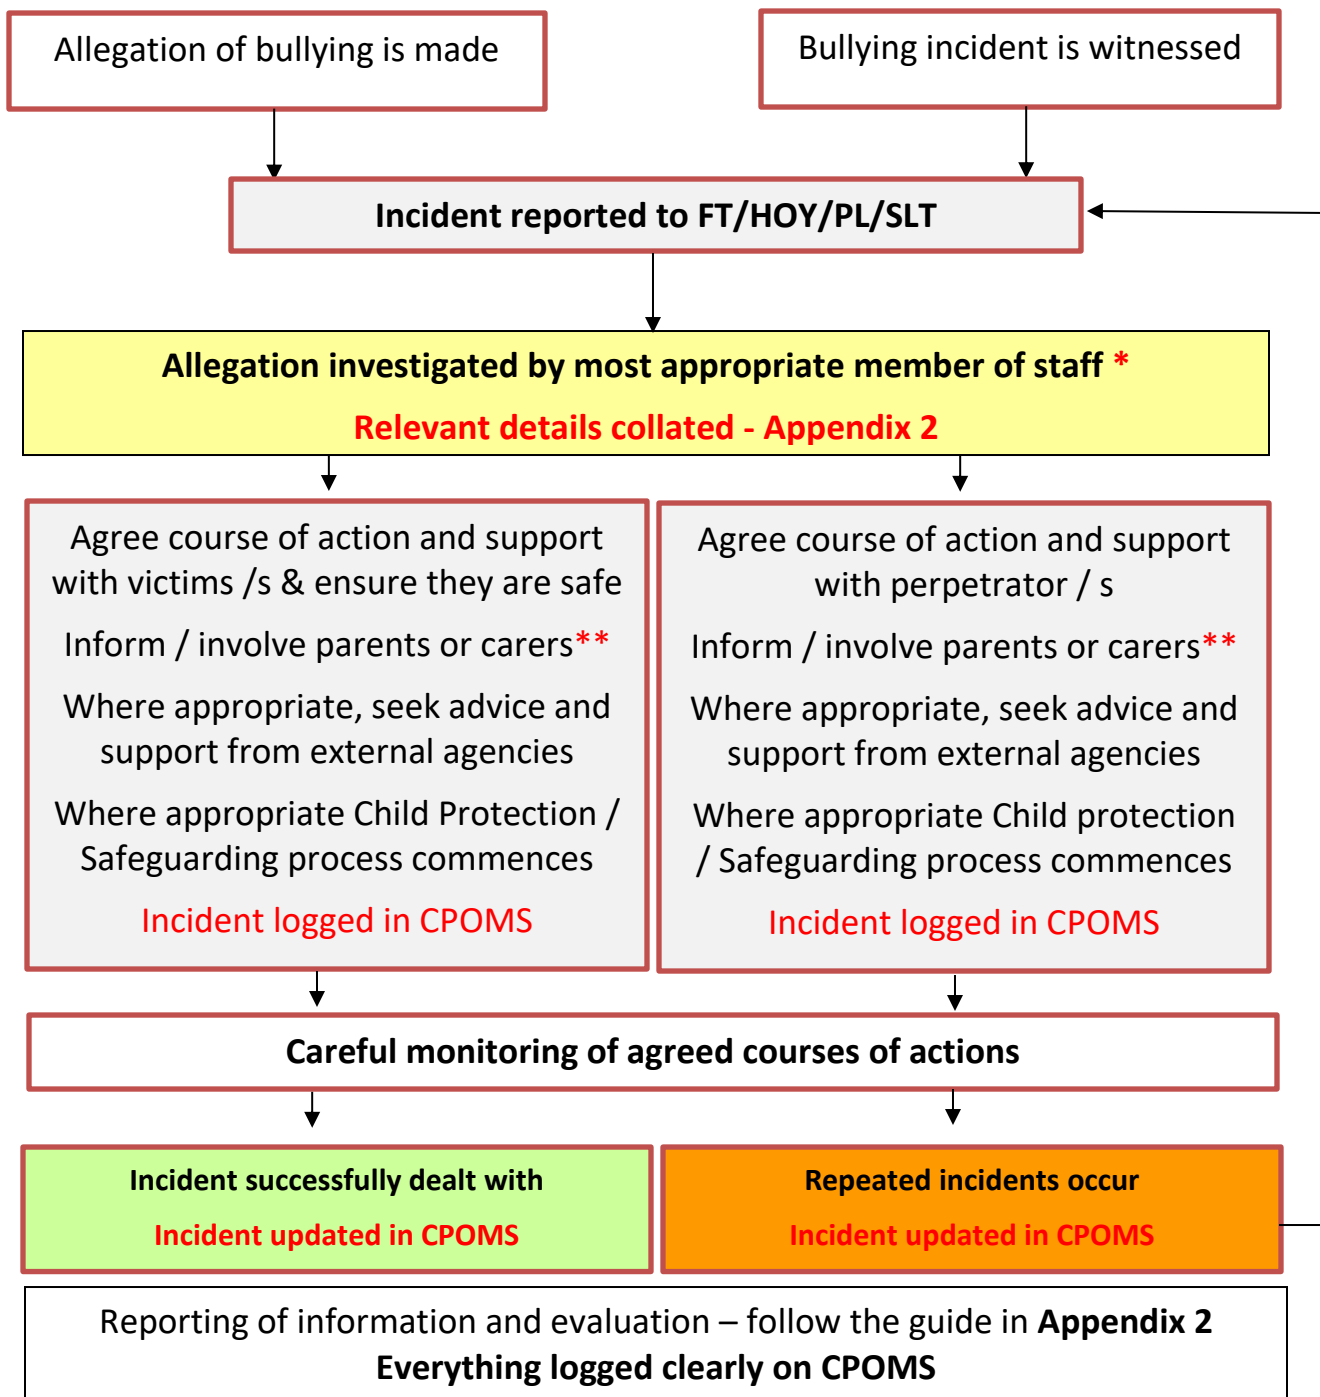 Allegation of bullying is made
Bullying incident is witnessed
Incident reported to FT/HOY/PL/SLT
Allegation investigated by most appropriate member of staff *
Relevant details collated - Appendix 2
Agree course of action and support
with victims /s & ensure they are safe
Inform / involve parents or carers**
Where appropriate, seek advice and
support from external agencies
Where appropriate Child Protection /
Safeguarding process commences
Incident logged in CPOMS
Agree course of action and support
with perpetrator / s
Inform / involve parents or carers**
Where appropriate, seek advice and
support from external agencies
Where appropriate Child protection
/ Safeguarding process commences
Incident logged in CPOMS
Careful monitoring of agreed courses of actions
Incident successfully dealt with
Incident updated in CPOMS
Repeated incidents occur
Incident updated in CPOMS
Reporting of information and evaluation – follow the guide in Appendix 2
Everything logged clearly on CPOMS